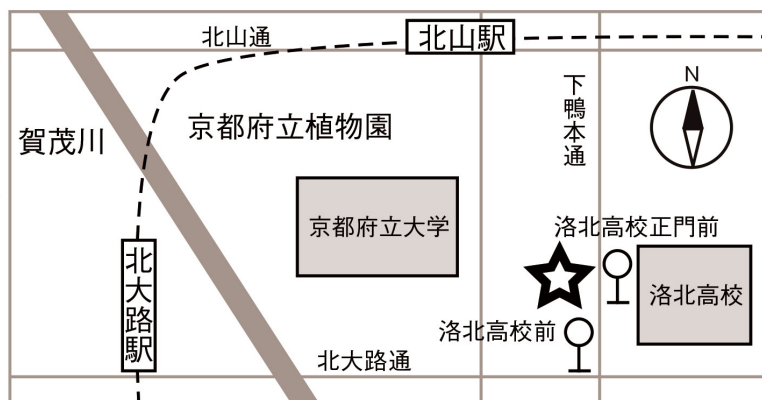 北山通
北山駅
N
下鴨本通
賀茂川
京都府立植物園
京都府立大学
洛北高校正門前
北大路駅
洛北高校
洛北高校前
北大路通